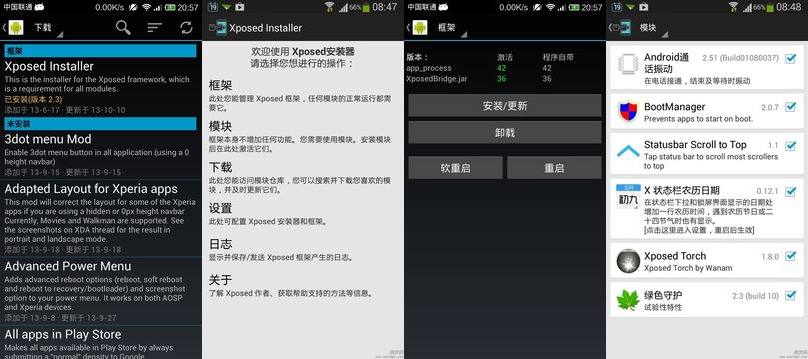 中国联通
0.00K/s
20:57
下载
框架
Xposed Installer
This is the installer for the Xposed framework, which
is a requirement for all modules.
已安装(版本 2.3)
添加于 13-6-17 · 更新于 13-10-10
未安装
3dot menu Mod
Enable 3dot menu button in all application (using a 0
height navbar)
添加于 13-9-15 · 更新于 13-9-15
Adapted Layout for Xperia apps
This mod will correct the layout for some of the Xperia
apps if you are using a hidden or 0px height navbar
Currently, Movies and Walkman are supported. See
the screenshots on XDA thread for the result in
portrait and landscape mode.
添加于 13-9-18 · 更新于 13-9-18
Advanced Power Menu
Adds advanced reboot options (reboot, soft reboot
and reboot to recovery/bootloader) and screenshot
option to your power menu. It works on both AOSP
and Xperia devices.
添加于 13-9-8 · 更新于 13-9-27
All apps in Play Store
Makes all apps available in Play Store by always
submitting a "normal" density to Google.
19
66%
08:47
Xposed Installer
欢迎使用 Xposed安装器
请选择您想进行的操作：
框架
此处您能管理 Xposed 框架，任何模块的正常运行都需
要它。
模块
框架本身不增加任何功能。您需要使用模块。安装模块
后在此处激活它们。
下载
此处您能访问模块仓库，您可以搜索并下载您喜欢的模
块，并及时更新它们。
设置
此处可配置 Xposed 安装器和框架。
日志
显示并保存/发送 Xposed 框架产生的日志。
关于
了解 Xposed 作者、获取帮助支持的方法等信息。
中国联通
0.00K/s
20:57
框架
版本： 激活 程序自带
app_process 42 42
XposedBridge.jar 36 36
安装/更新
卸载
软重启 重启
19
66%
08:48
模块
Android通
话振动
2.51 (Build01080037)
在电话接通，结束及等待时振动
BootManager 2.0.7
Prevents apps to start on boot.
Statusbar Scroll to Top 1.1
Tap status bar to scroll most scrollers
to top
初九
X 状态栏农历日期 0.12.1
在状态栏下拉和锁屏界面显示的日期处
增加一行农历时间，遇到农历节日或二
十四节气时也有显示。
[点击这里进入设置，重启后生效]
Xposed Torch 1.8.0
Xposed Torch by Wanam
绿色守护 2.3 (build 10)
试验性特性